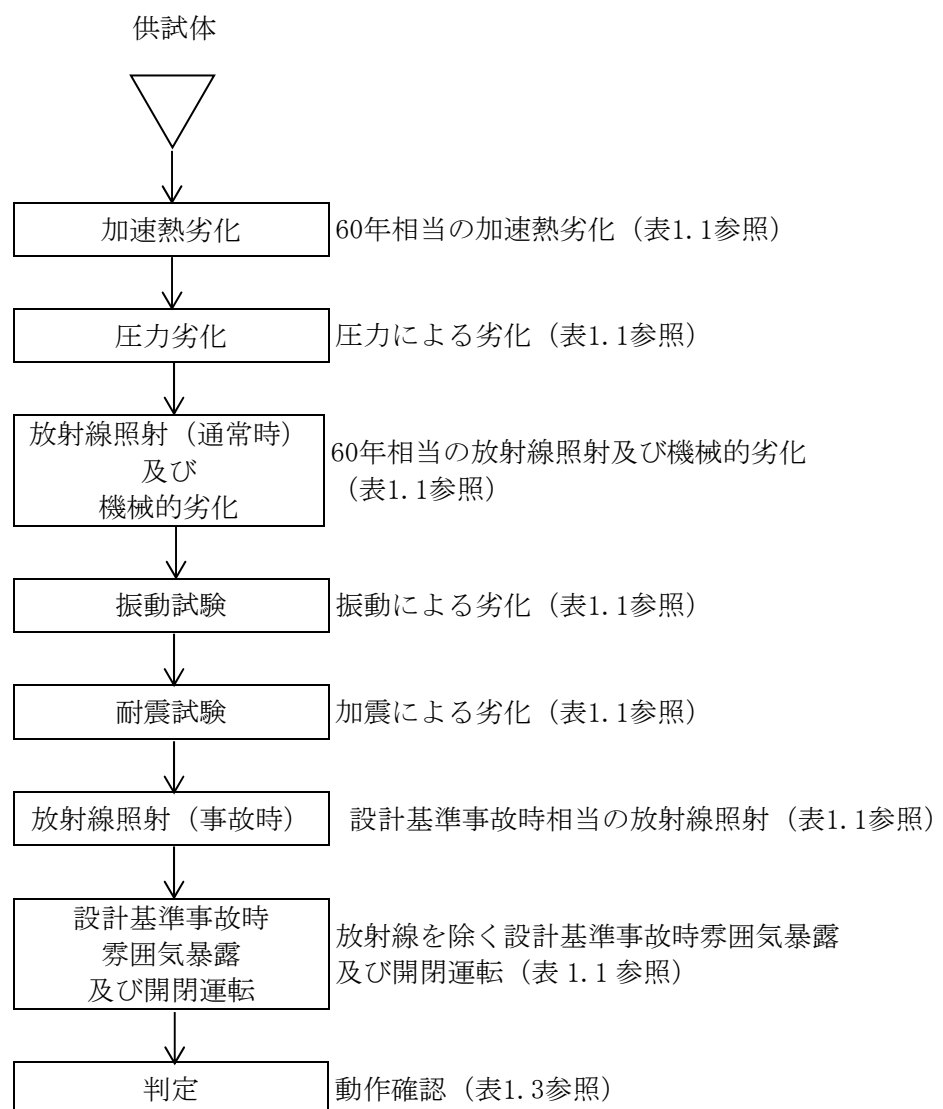 供試体
加速熱劣化
60年相当の加速熱劣化（表1.1参照）
圧力劣化
圧力による劣化（表1.1参照）
放射線照射（通常時）
及び
機械的劣化
60年相当の放射線照射及び機械的劣化
（表1.1参照）
振動試験
振動による劣化（表1.1参照）
耐震試験
加震による劣化（表1.1参照）
放射線照射（事故時）
設計基準事故時相当の放射線照射（表1.1参照）
設計基準事故時
雰囲気暴露
及び開閉運転
放射線を除く設計基準事故時雰囲気暴露
及び開閉運転（表 1.1 参照）
判定
動作確認（表1.3参照）